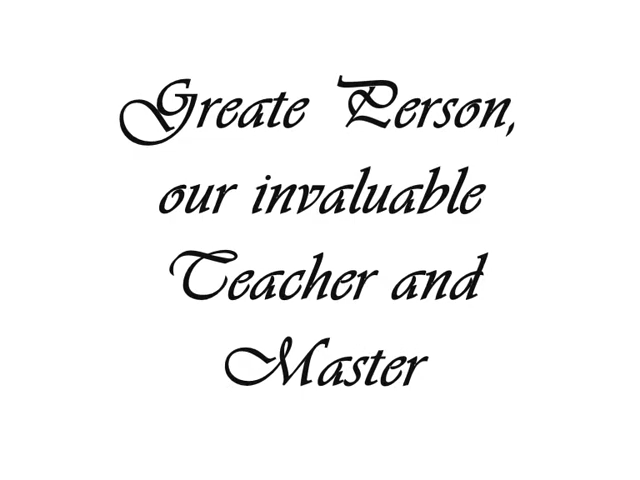 Greate Person,
our invaluable
Teacher and
Master